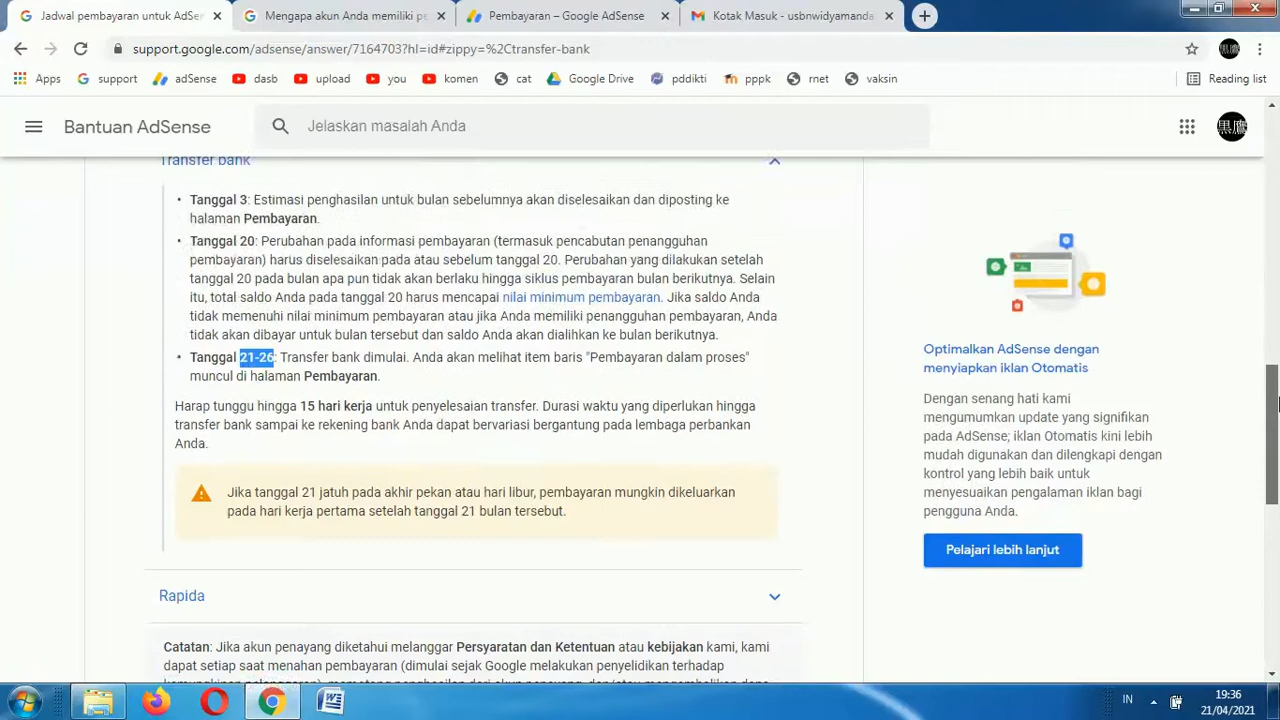 Jadwal pembayaran untuk AdSens
Mengapa akun Anda memiliki pe
Pembayaran – Google AdSense
Kotak Masuk - usbnwidyamanda
support.google.com/adsense/answer/7164703?hl=id#zippy=%2Ctransfer-bank
Apps
support
adSense
dasb
upload
you
komen
cat
Google Drive
pddikti
pppk
rnet
vaksin
Reading list
Bantuan AdSense
Jelaskan masalah Anda
黒鷹
Transfer bank
• Tanggal 3: Estimasi penghasilan untuk bulan sebelumnya akan diselesaikan dan diposting ke
halaman Pembayaran.
• Tanggal 20: Perubahan pada informasi pembayaran (termasuk pencabutan penangguhan
pembayaran) harus diselesaikan pada atau sebelum tanggal 20. Perubahan yang dilakukan setelah
tanggal 20 pada bulan apa pun tidak akan berlaku hingga siklus pembayaran bulan berikutnya. Selain
itu, total saldo Anda pada tanggal 20 harus mencapai nilai minimum pembayaran. Jika saldo Anda
tidak memenuhi nilai minimum pembayaran atau jika Anda memiliki penangguhan pembayaran, Anda
tidak akan dibayar untuk bulan tersebut dan saldo Anda akan dialihkan ke bulan berikutnya.
• Tanggal 21-26: Transfer bank dimulai. Anda akan melihat item baris "Pembayaran dalam proses"
muncul di halaman Pembayaran.
Harap tunggu hingga 15 hari kerja untuk penyelesaian transfer. Durasi waktu yang diperlukan hingga
transfer bank sampai ke rekening bank Anda dapat bervariasi bergantung pada lembaga perbankan
Anda.
Jika tanggal 21 jatuh pada akhir pekan atau hari libur, pembayaran mungkin dikeluarkan
pada hari kerja pertama setelah tanggal 21 bulan tersebut.
Rapida
Catatan: Jika akun penayang diketahui melanggar Persyaratan dan Ketentuan atau kebijakan kami, kami
dapat setiap saat menahan pembayaran (dimulai sejak Google melakukan penyelidikan terhadap
Optimalkan AdSense dengan
menyiapkan iklan Otomatis
Dengan senang hati kami
mengumumkan update yang signifikan
pada AdSense; iklan Otomatis kini lebih
mudah digunakan dan dilengkapi dengan
kontrol yang lebih baik untuk
menyesuaikan pengalaman iklan bagi
pengguna Anda.
Pelajari lebih lanjut
IN
19:36
21/04/2021